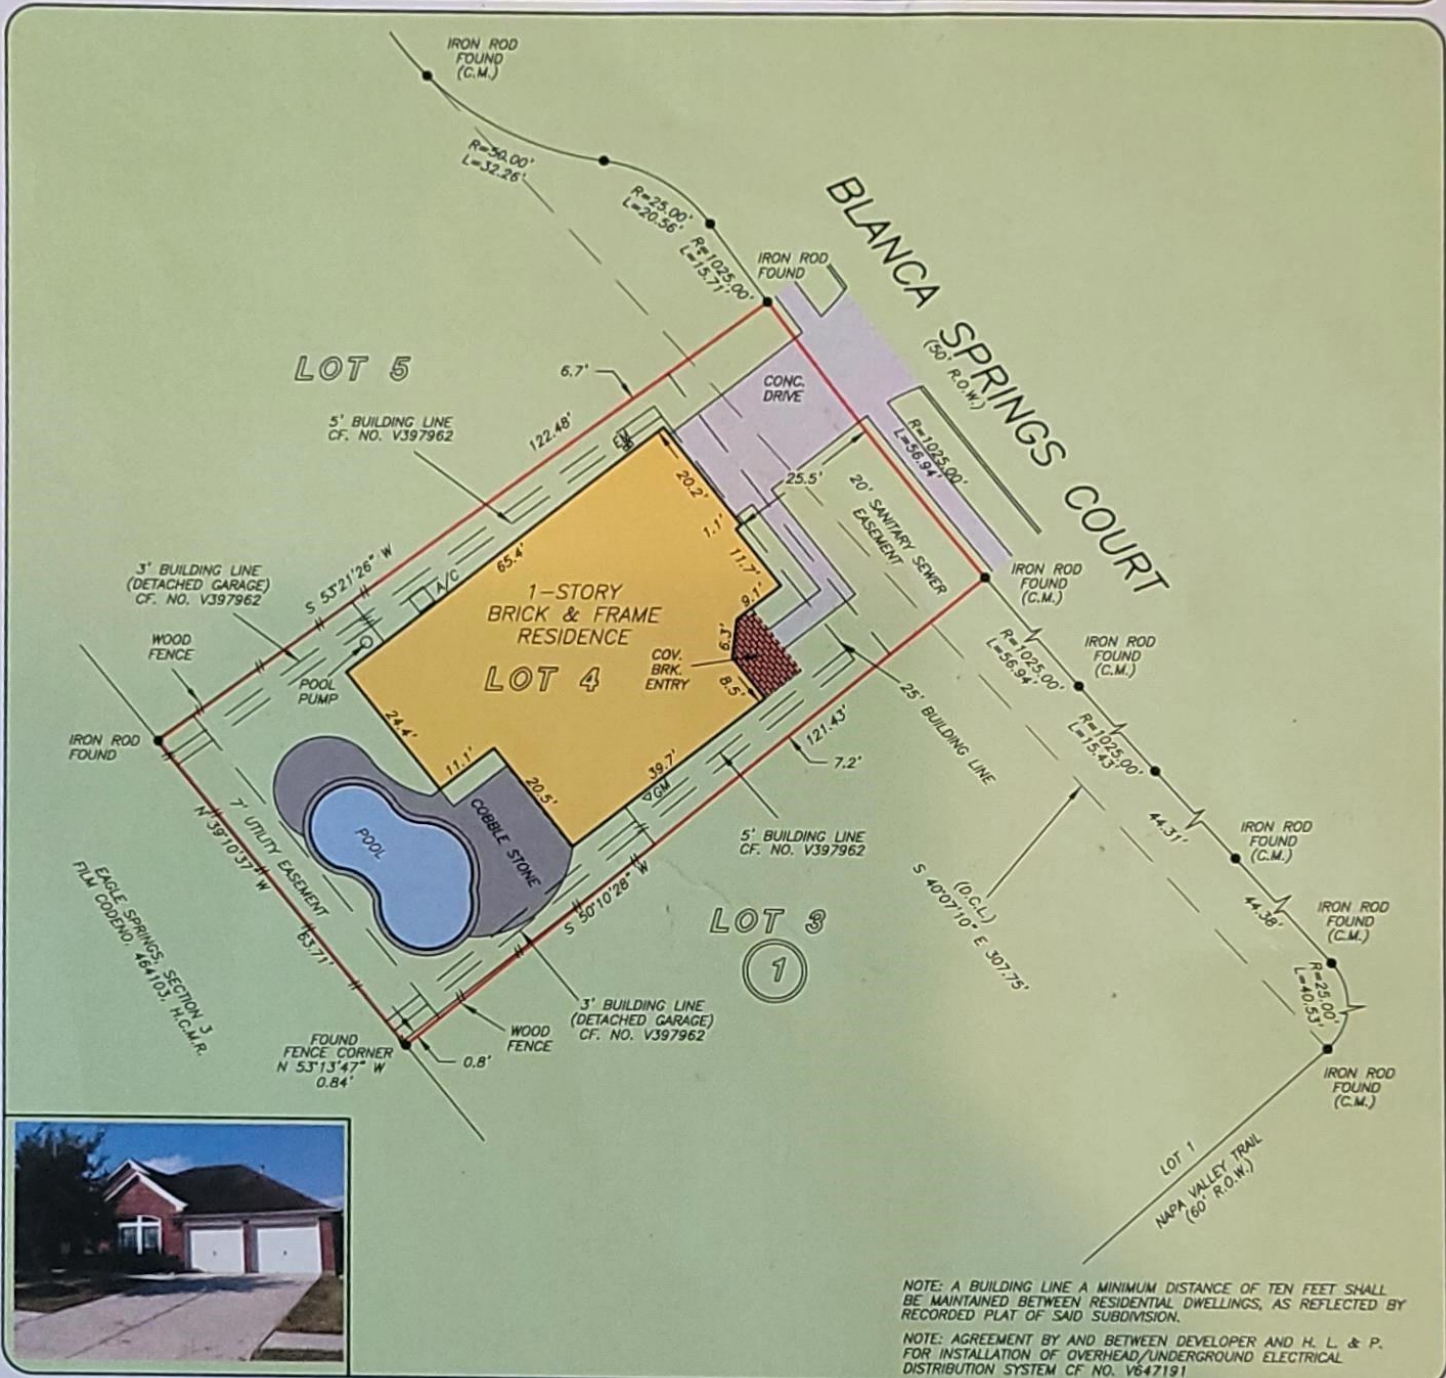 IRON ROD
FOUND
(C.M.)
R=50.00'
L=32.26'
R=25.00'
L=20.56'
R=1025.00'
L=15.71'
IRON ROD
FOUND
BLANCA SPRINGS COURT
(50' R.O.W.)
LOT 5
6.7'
CONC.
DRIVE
5' BUILDING LINE
CF. NO. V397962
122.48'
EM
R=1025.00'
L=56.94'
20.2'
25.5'
20' SANITARY SEWER
EASEMENT
1.1'
11.7'
9.1'
65.4'
S 53°21'26" W
3' BUILDING LINE
(DETACHED GARAGE)
CF. NO. V397962
A/C
1-STORY
BRICK & FRAME
RESIDENCE
LOT 4
6.3'
COV.
BRK.
ENTRY
8.5'
IRON ROD
FOUND
(C.M.)
WOOD
FENCE
POOL
PUMP
R=1025.00'
L=56.94'
IRON ROD
FOUND
(C.M.)
25' BUILDING LINE
IRON ROD
FOUND
24.4'
11.1'
20.5'
39.7'
GM
121.43'
7.2'
R=1025.00'
L=15.43'
7' UTILITY EASEMENT
N 39°10'37" W
63.71'
POOL
COBBLE STONE
5' BUILDING LINE
CF. NO. V397962
44.31'
IRON ROD
FOUND
(C.M.)
S 50°10'28" W
EAGLE SPRINGS, SECTION 3
FILM CODENO. 464103, H.C.M.R.
LOT 3
1
(D.C.L.)
S 40°07'10" E 307.75'
44.38'
IRON ROD
FOUND
(C.M.)
R=25.00'
L=40.53'
3' BUILDING LINE
(DETACHED GARAGE)
CF. NO. V397962
WOOD
FENCE
0.8'
FOUND
FENCE CORNER
N 53°13'47" W
0.84'
IRON ROD
FOUND
(C.M.)
LOT 1
NAPA VALLEY TRAIL
(60' R.O.W.)
NOTE: A BUILDING LINE A MINIMUM DISTANCE OF TEN FEET SHALL
BE MAINTAINED BETWEEN RESIDENTIAL DWELLINGS, AS REFLECTED BY
RECORDED PLAT OF SAID SUBDIVISION.
NOTE: AGREEMENT BY AND BETWEEN DEVELOPER AND H. L. & P.
FOR INSTALLATION OF OVERHEAD/UNDERGROUND ELECTRICAL
DISTRIBUTION SYSTEM CF NO. V647191